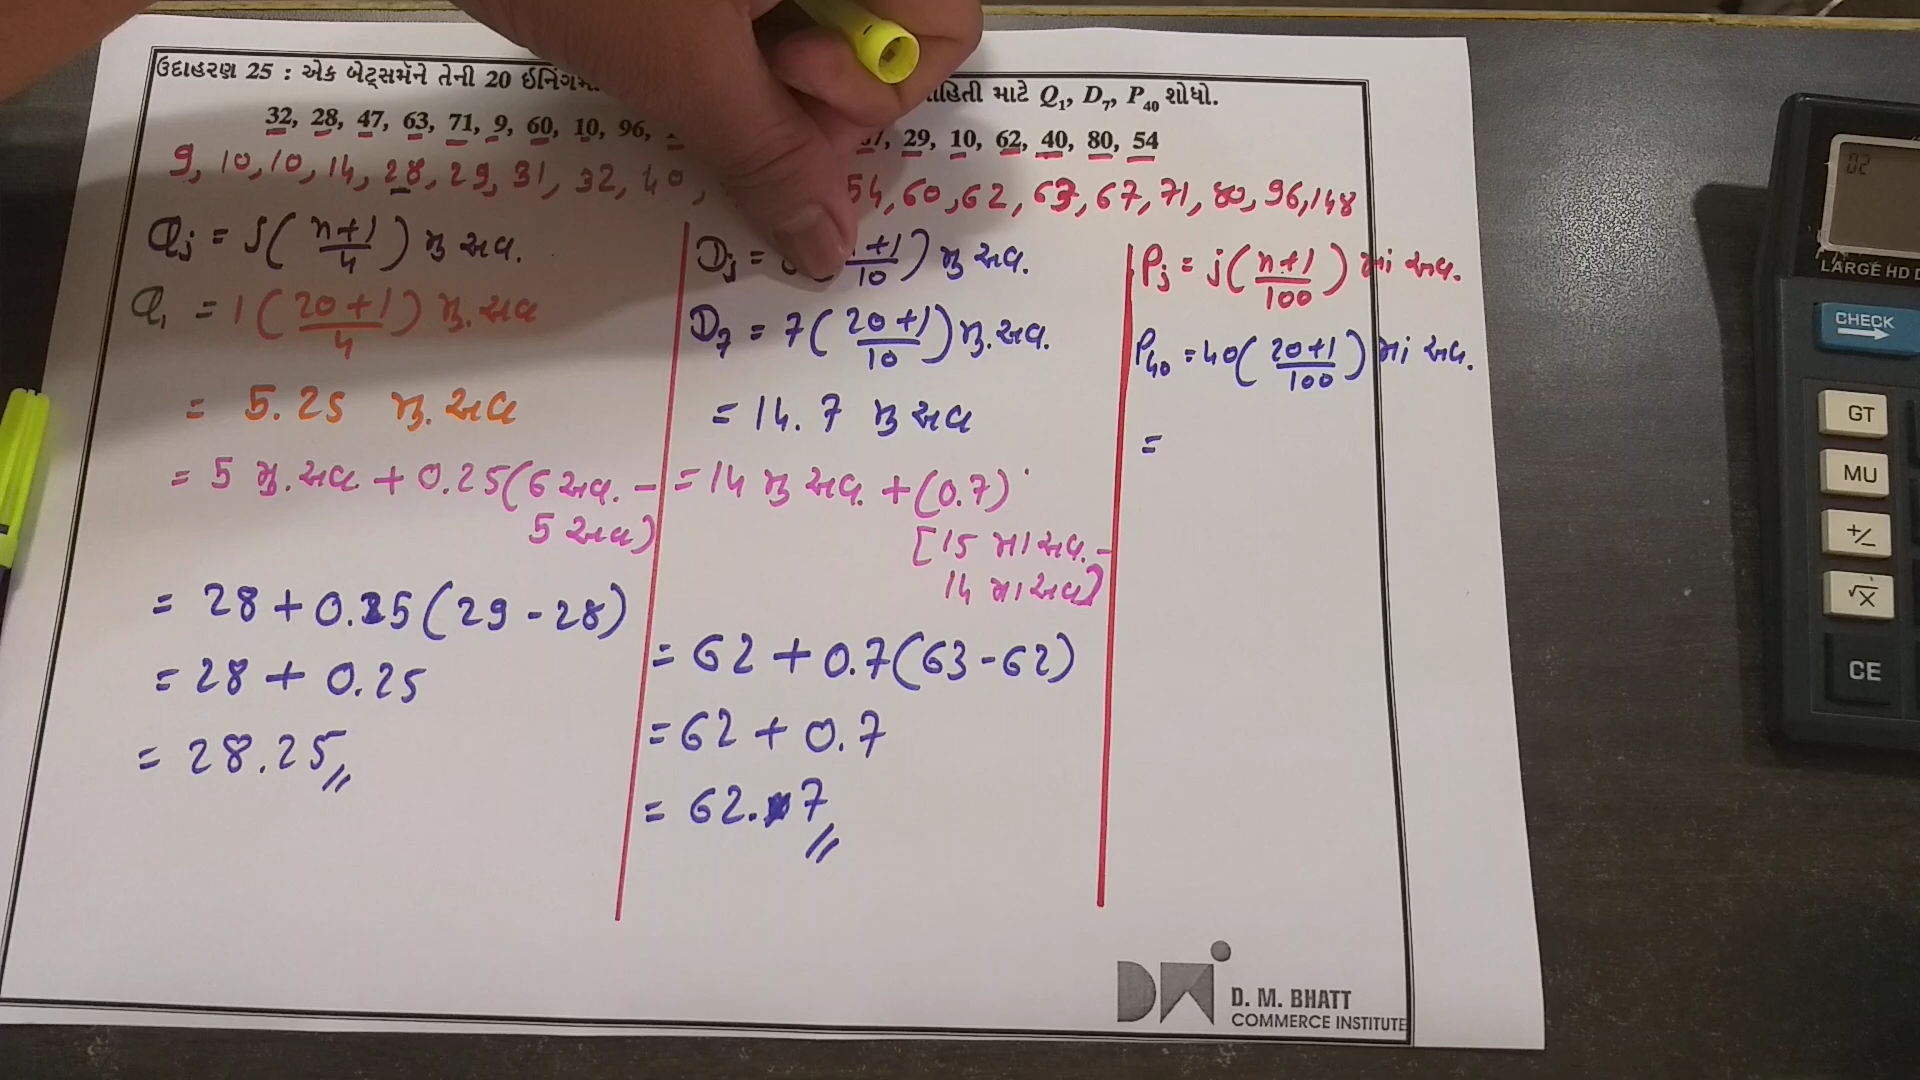 ઉદાહરણ 25 : એક બેટ્સમૅને તેની 20 ઈનિંગમાં માહિતી માટે Q₁, D₇, P₄₀ શોધો.
32, 28, 47, 63, 71, 9, 60, 10, 96, 29, 10, 62, 40, 80, 54
9, 10, 10, 14, 28, 29, 31, 32, 40, 54, 60, 62, 63, 67, 71, 80, 96, 148
Qj = j(n+1/4) મુ અવ.
Q₁ = 1(20+1/4) મુ. અવ
= 5.25 મુ. અવ
= 5 મુ. અવ + 0.25(6 અવ. -
5 અવ)
= 28 + 0.25(29 - 28)
= 28 + 0.25
= 28.25
Dj = (+1/10) મુ અવ.
D₇ = 7(20+1/10) મુ. અવ.
= 14.7 મુ અવ
= 14 મુ અવ. + (0.7)
[15 મા અવ. -
14 મા અવ]
= 62 + 0.7(63 - 62)
= 62 + 0.7
= 62.7
Pj = j(n+1/100) માં અવ.
P₄₀ = 40(20+1/100) માં અવ.
=
D. M. BHATT
COMMERCE INSTITUTE
02
LARGE HD D
CHECK
GT
MU
+/-
√X
CE